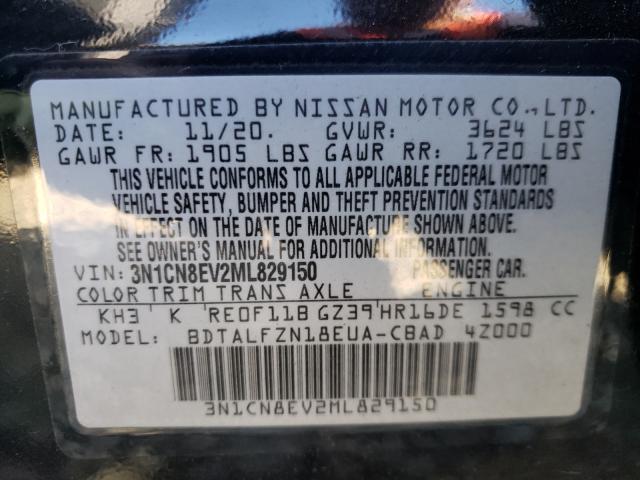 MANUFACTURED BY NISSAN MOTOR CO., LTD.
DATE: 11/20. GVWR: 3624 LBS
GAWR FR: 1905 LBS GAWR RR: 1720 LBS
THIS VEHICLE CONFORMS TO ALL APPLICABLE FEDERAL MOTOR
VEHICLE SAFETY, BUMPER AND THEFT PREVENTION STANDARDS
IN EFFECT ON THE DATE OF MANUFACTURE SHOWN ABOVE.
SEE OWNER'S MANUAL FOR ADDITIONAL INFORMATION.
VIN: 3N1CN8EV2ML829150 PASSENGER CAR.
COLOR TRIM TRANS AXLE ENGINE
KH3 K RE0F11B GZ39 HR16DE 1598 CC
MODEL: BDTALFZN18EUA-CBAD 4Z000
3N1CN8EV2ML829150